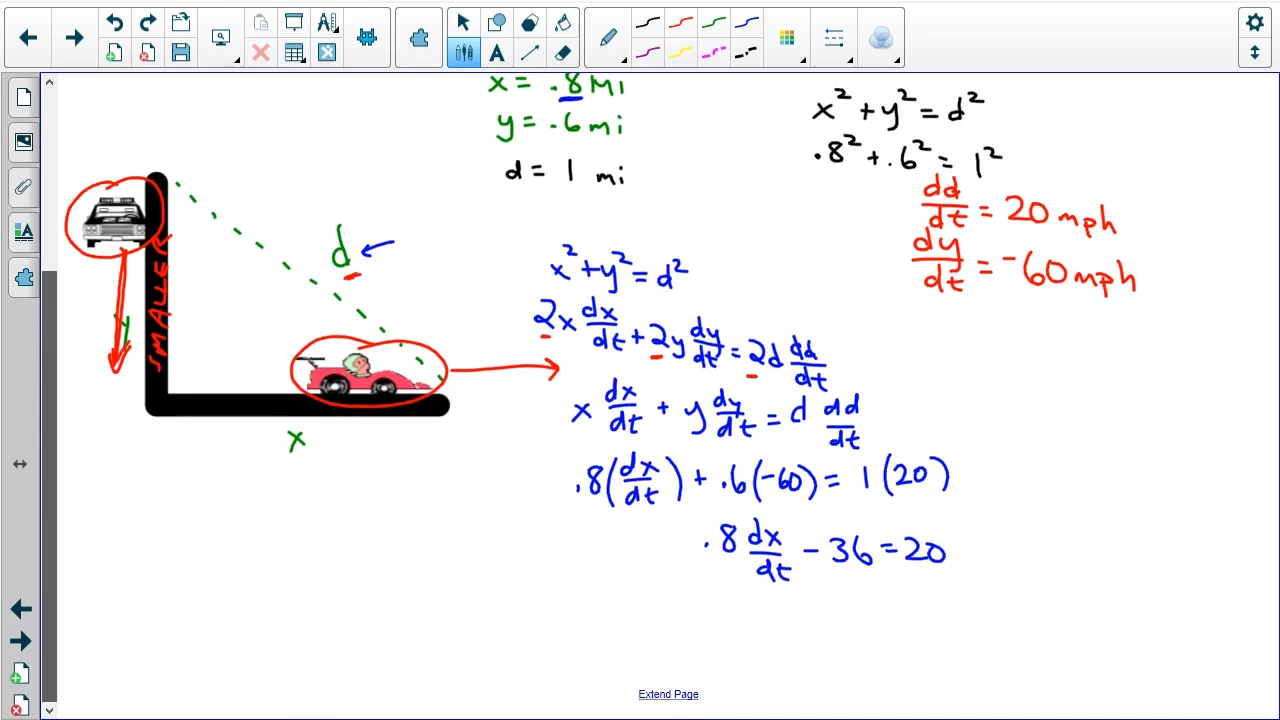 x = .8 Mi
y = .6 mi
d = 1 mi
x² + y² = d²
.8² + .6² = 1²
dd/dt = 20 mph
dy/dt = -60 mph
SMALLER
y
d
x
x² + y² = d²
2x dx/dt + 2y dy/dt = 2d dd/dt
x dx/dt + y dy/dt = d dd/dt
.8(dx/dt) + .6(-60) = 1(20)
.8 dx/dt - 36 = 20
Extend Page